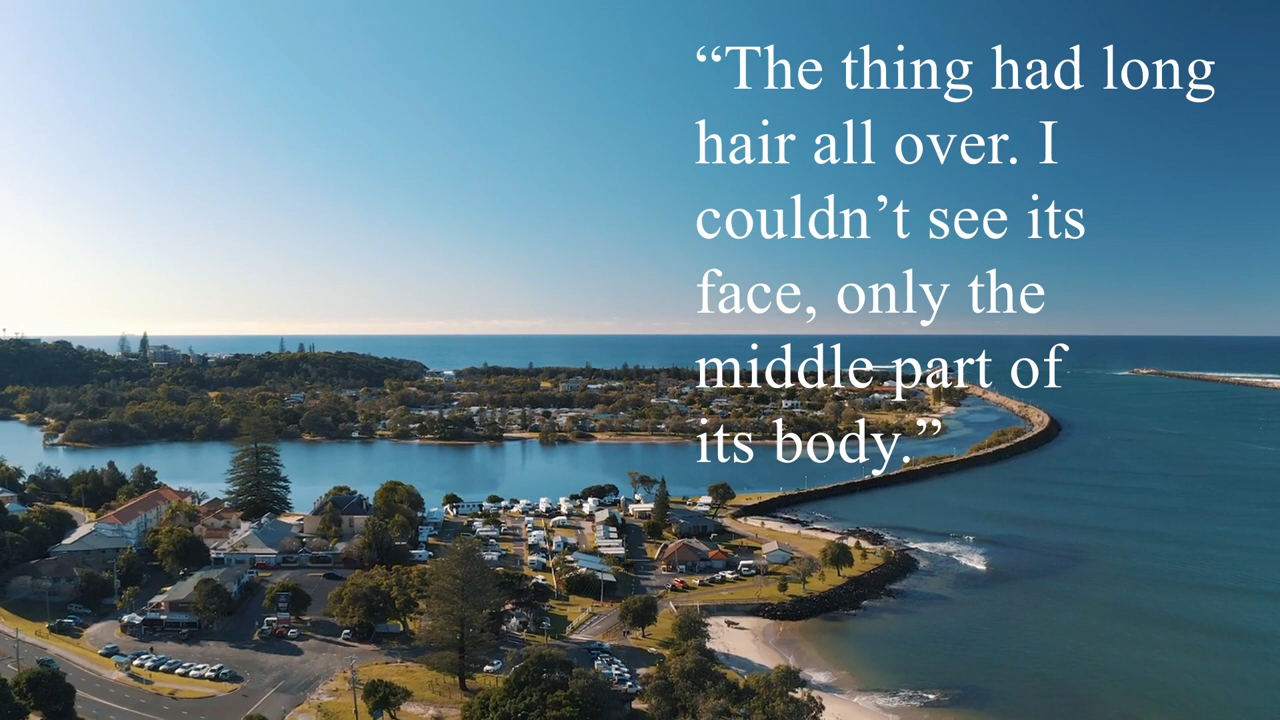 “The thing had long
hair all over. I
couldn’t see its
face, only the
middle part of
its body.”